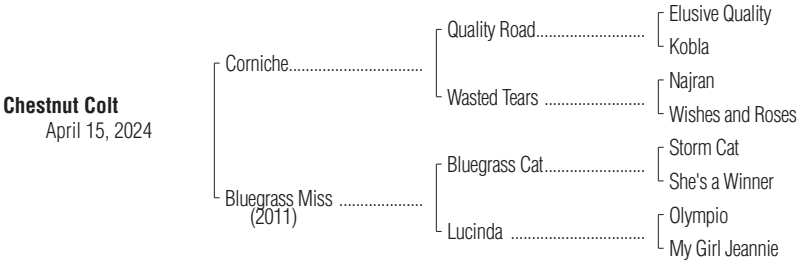 Elusive Quality
Quality Road
Kobla
Corniche
Najran
Wasted Tears
Wishes and Roses
Chestnut Colt
April 15, 2024
Storm Cat
Bluegrass Cat
She's a Winner
Bluegrass Miss
(2011)
Olympio
Lucinda
My Girl Jeannie